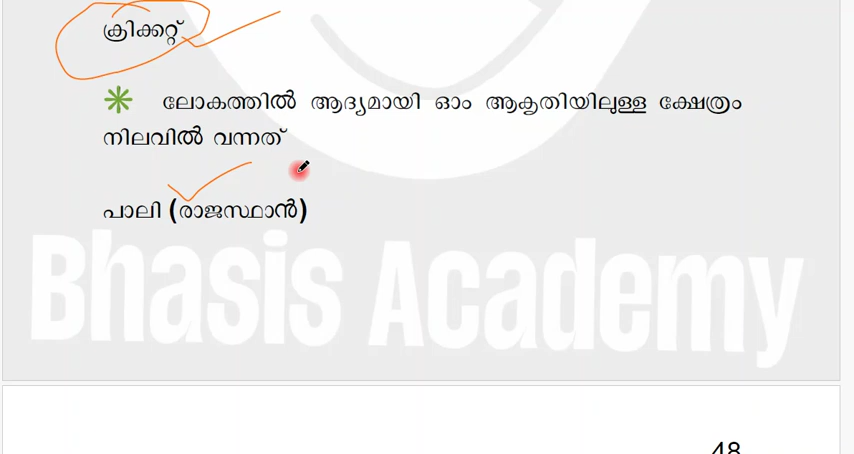 ക്രിക്കറ്റ്
✳ ലോകത്തിൽ ആദ്യമായി ഓം ആകൃതിയിലുള്ള ക്ഷേത്രം
നിലവിൽ വന്നത്
പാലി (രാജസ്ഥാൻ)
Bhasis Academy
48